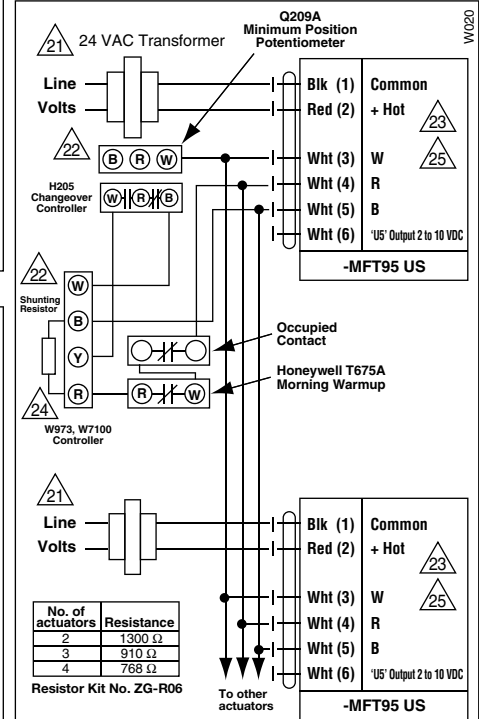 W020
Q209A
Minimum Position
Potentiometer
21 24 VAC Transformer
Line
Volts
Blk (1) Common
Red (2) + Hot
23
22
B R W
Wht (3) W
25
Wht (4) R
H205
Changeover
Controller
W R B
Wht (5) B
Wht (6) 'U5' Output 2 to 10 VDC
-MFT95 US
22
W
Shunting
Resistor
B
Y
R
24
W973, W7100
Controller
Occupied
Contact
R W
Honeywell T675A
Morning Warmup
21
Line
Volts
Blk (1) Common
Red (2) + Hot
23
Wht (3) W
25
Wht (4) R
Wht (5) B
Wht (6) 'U5' Output 2 to 10 VDC
-MFT95 US
No. of actuators Resistance
2 1300 Ω
3 910 Ω
4 768 Ω
Resistor Kit No. ZG-R06
To other
actuators